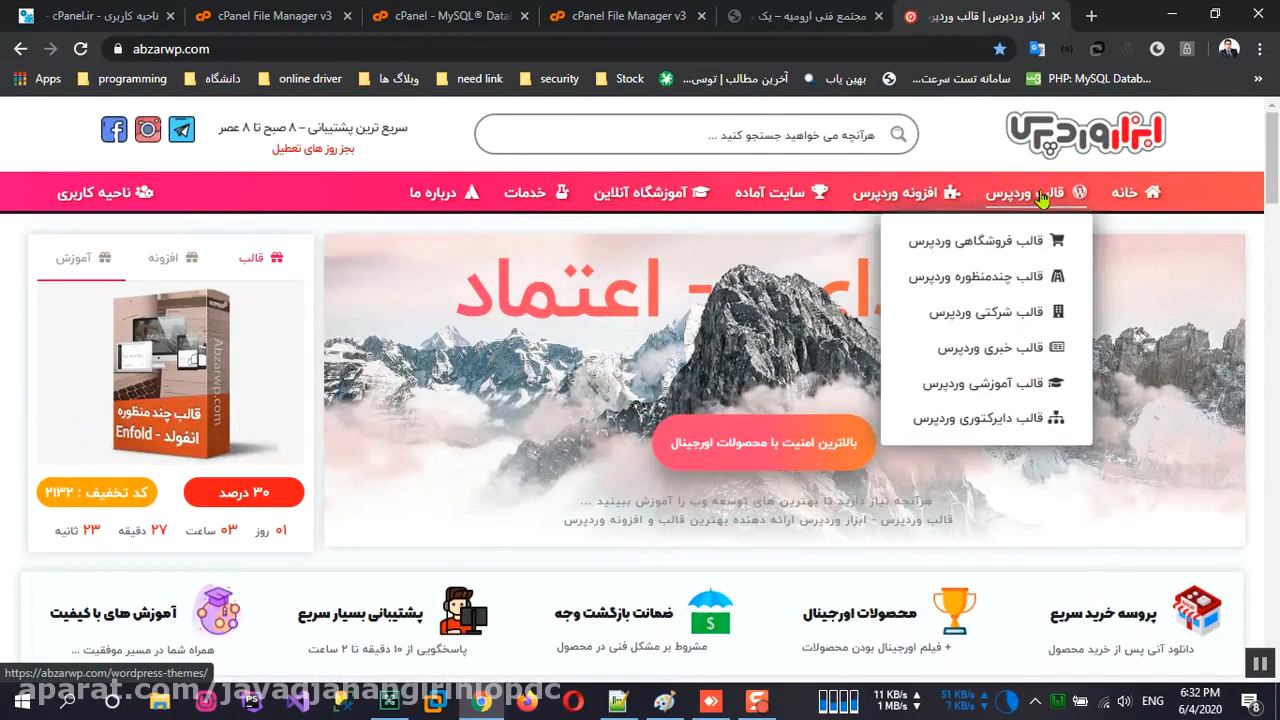 ناحیه کاربری - cPanel.ir
cPanel File Manager v3
cPanel - MySQL® Datab
cPanel File Manager v3
مجتمع فنی ارومیه – یک س
ابزار وردپرس | قالب وردپرس
abzarwp.com
Apps
programming
دانشگاه
online driver
وبلاگ ها
need link
security
Stock
آخرین مطالب | توسی...
بهین یاب
سامانه تست سرعت...
PHP: MySQL Datab...
سریع ترین پشتیبانی – ۸ صبح تا ۸ عصر
بجز روز های تعطیل
هرآنچه می خواهید جستجو کنید ...
ابزار وردپرس
خانه
قالب وردپرس
افزونه وردپرس
سایت آماده
آموزشگاه آنلاین
خدمات
درباره ما
ناحیه کاربری
قالب فروشگاهی وردپرس
قالب چندمنظوره وردپرس
قالب شرکتی وردپرس
قالب خبری وردپرس
قالب آموزشی وردپرس
قالب دایرکتوری وردپرس
قالب
افزونه
آموزش
Abzarwp.com
قالب چند منظوره
انفولد - Enfold
۳۰ درصد
کد تخفیف : ۲۱۳۲
۰۱ روز ۰۳ ساعت ۲۷ دقیقه ۲۳ ثانیه
- اعتماد
بالاترین امنیت با محصولات اورجینال
هرآنچه نیاز دارید تا بهترین های توسعه وب را آموزش ببینید ...
قالب وردپرس - ابزار وردپرس ارائه دهنده بهترین قالب و افزونه وردپرس
پروسه خرید سریع
دانلود آنی پس از خرید محصول
محصولات اورجینال
+ فیلم اورجینال بودن محصولات
ضمانت بازگشت وجه
مشروط بر مشکل فنی در محصول
پشتیبانی بسیار سریع
پاسخگویی از ۱۰ دقیقه تا ۲ ساعت
آموزش های با کیفیت
همراه شما در مسیر موفقیت ...
https://abzarwp.com/wordpress-themes/
11 KB/s
1 MB/s
51 KB/s
7 KB/s
ENG
6:32 PM
6/4/2020
8